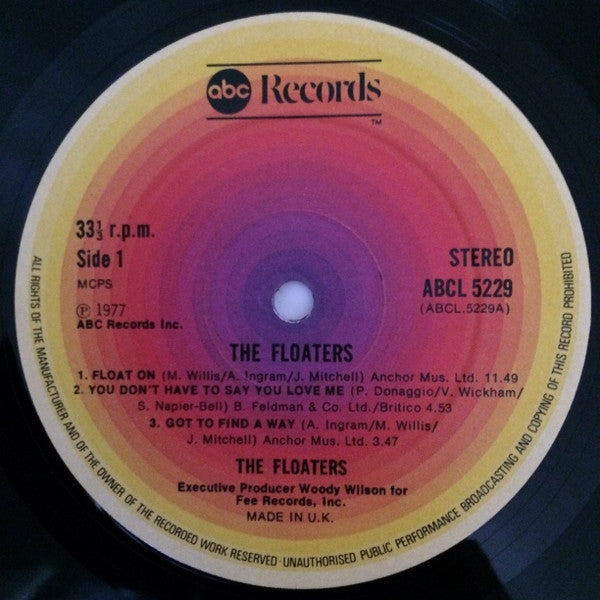 abc Records
™
33⅓ r.p.m.
Side 1
MCPS
℗ 1977
ABC Records Inc.
STEREO
ABCL 5229
(ABCL.5229A)
THE FLOATERS
1. FLOAT ON (M. Willis/A. Ingram/J. Mitchell) Anchor Mus. Ltd. 11.49
2. YOU DON'T HAVE TO SAY YOU LOVE ME (P. Donaggio/V. Wickham/
S. Napier-Bell) B. Feldman & Co. Ltd./Britico 4.53
3. GOT TO FIND A WAY (A. Ingram/M. Willis/
J. Mitchell) Anchor Mus. Ltd. 3.47
THE FLOATERS
Executive Producer Woody Wilson for
Fee Records, Inc.
MADE IN U.K.
ALL RIGHTS OF THE MANUFACTURER AND OF THE OWNER OF THE RECORDED WORK RESERVED · UNAUTHORISED PUBLIC PERFORMANCE BROADCASTING AND COPYING OF THIS RECORD PROHIBITED